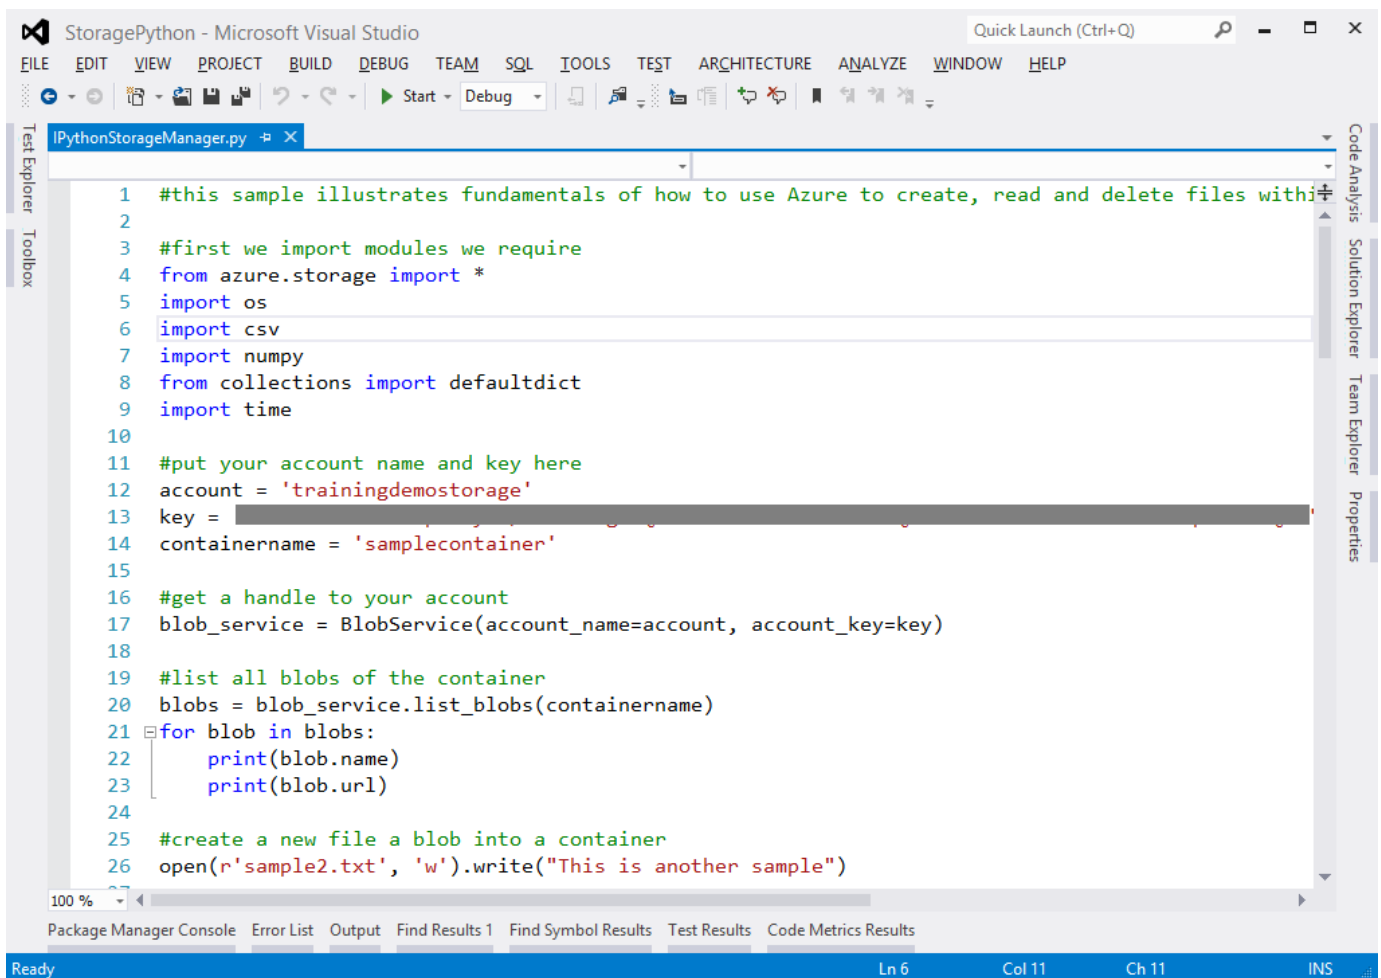 StoragePython - Microsoft Visual Studio
Quick Launch (Ctrl+Q)
FILE EDIT VIEW PROJECT BUILD DEBUG TEAM SQL TOOLS TEST ARCHITECTURE ANALYZE WINDOW HELP
Start Debug
Test Explorer
Toolbox
IPythonStorageManager.py
1 #this sample illustrates fundamentals of how to use Azure to create, read and delete files withi
2
3 #first we import modules we require
4 from azure.storage import *
5 import os
6 import csv
7 import numpy
8 from collections import defaultdict
9 import time
10
11 #put your account name and key here
12 account = 'trainingdemostorage'
13 key =
14 containername = 'samplecontainer'
15
16 #get a handle to your account
17 blob_service = BlobService(account_name=account, account_key=key)
18
19 #list all blobs of the container
20 blobs = blob_service.list_blobs(containername)
21 for blob in blobs:
22 print(blob.name)
23 print(blob.url)
24
25 #create a new file a blob into a container
26 open(r'sample2.txt', 'w').write("This is another sample")
Code Analysis
Solution Explorer
Team Explorer
Properties
100 %
Package Manager Console Error List Output Find Results 1 Find Symbol Results Test Results Code Metrics Results
Ready Ln 6 Col 11 Ch 11 INS